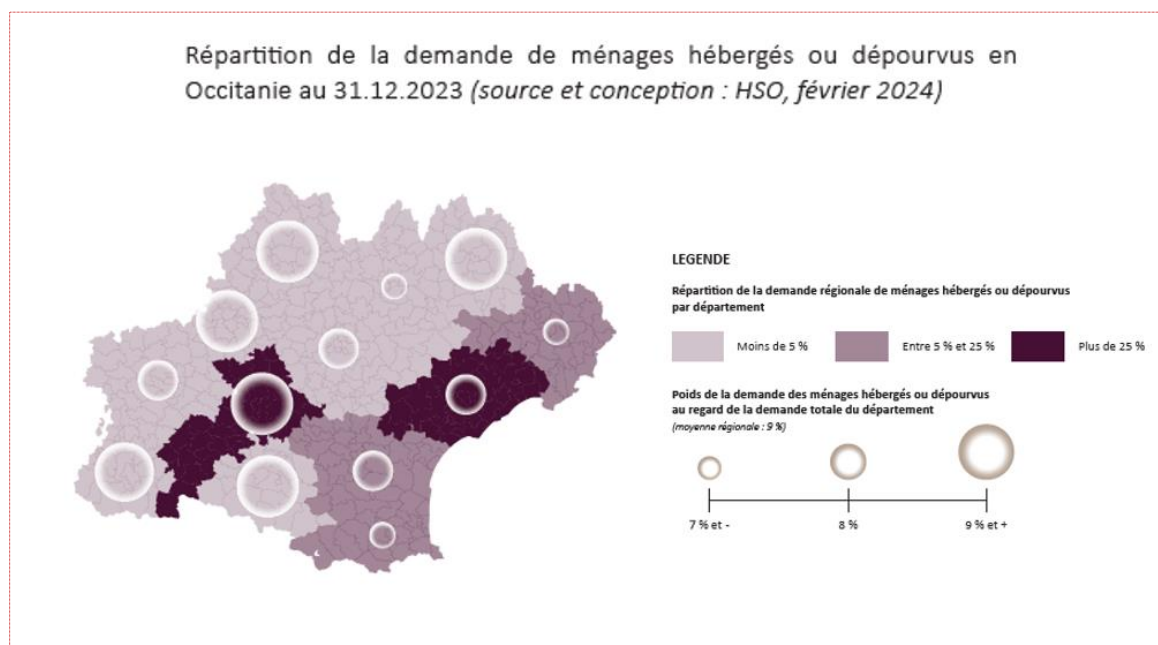 Répartition de la demande de ménages hébergés ou dépourvus en
Occitanie au 31.12.2023 (source et conception : HSO, février 2024)
LEGENDE
Répartition de la demande régionale de ménages hébergés ou dépourvus
par département
Moins de 5 %
Entre 5 % et 25 %
Plus de 25 %
Poids de la demande des ménages hébergés ou dépourvus
au regard de la demande totale du département
(moyenne régionale : 9 %)
7 % et -
8 %
9 % et +